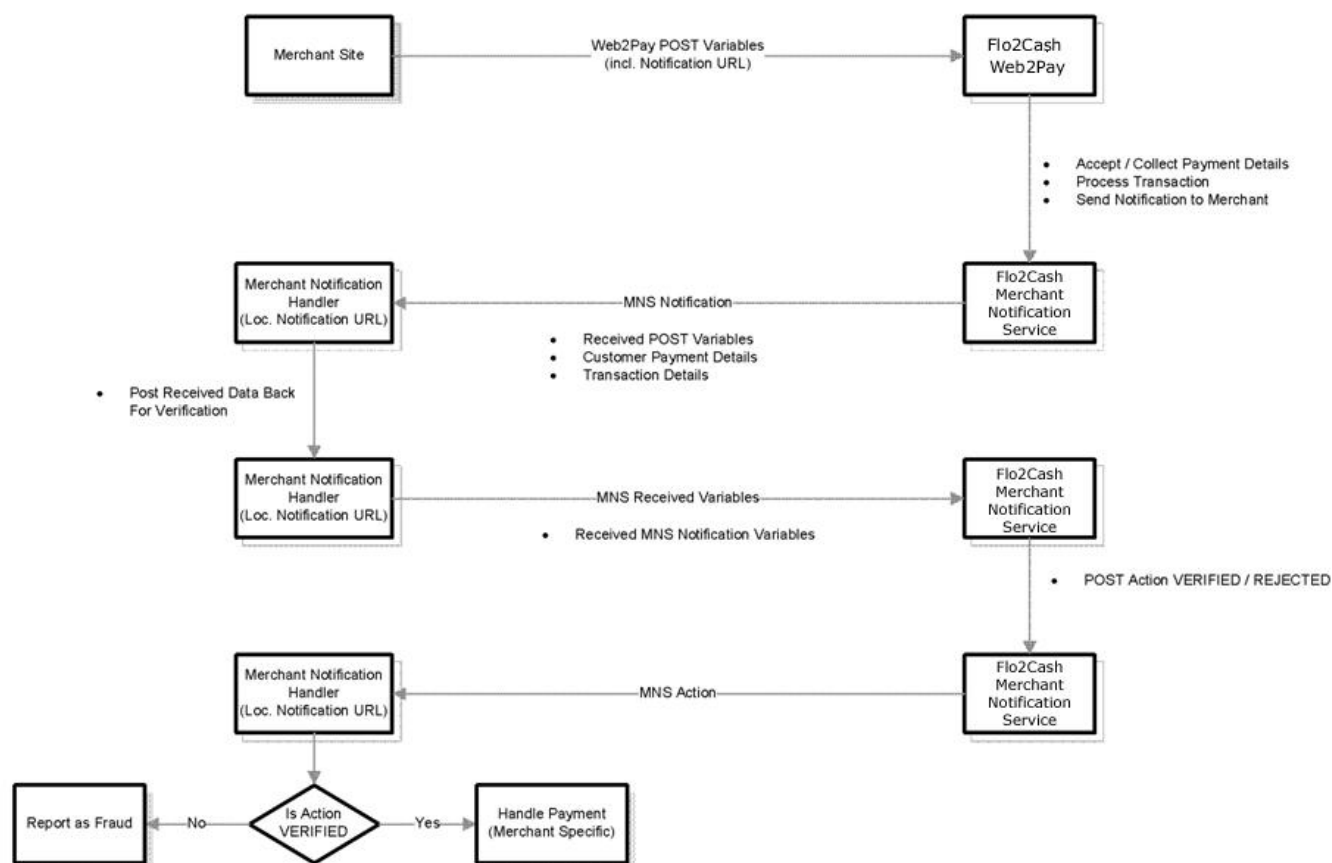 Merchant Site
Web2Pay POST Variables
(incl. Notification URL)
Flo2Cash
Web2Pay
• Accept / Collect Payment Details
• Process Transaction
• Send Notification to Merchant
Merchant Notification
Handler
(Loc. Notification URL)
MNS Notification
Flo2Cash
Merchant
Notification
Service
• Received POST Variables
• Customer Payment Details
• Transaction Details
• Post Received Data Back
For Verification
Merchant Notification
Handler
(Loc. Notification URL)
MNS Received Variables
• Received MNS Notification Variables
Flo2Cash
Merchant
Notification
Service
• POST Action VERIFIED / REJECTED
Merchant Notification
Handler
(Loc. Notification URL)
MNS Action
Flo2Cash
Merchant
Notification
Service
Report as Fraud
No
Is Action
VERIFIED
Yes
Handle Payment
(Merchant Specific)